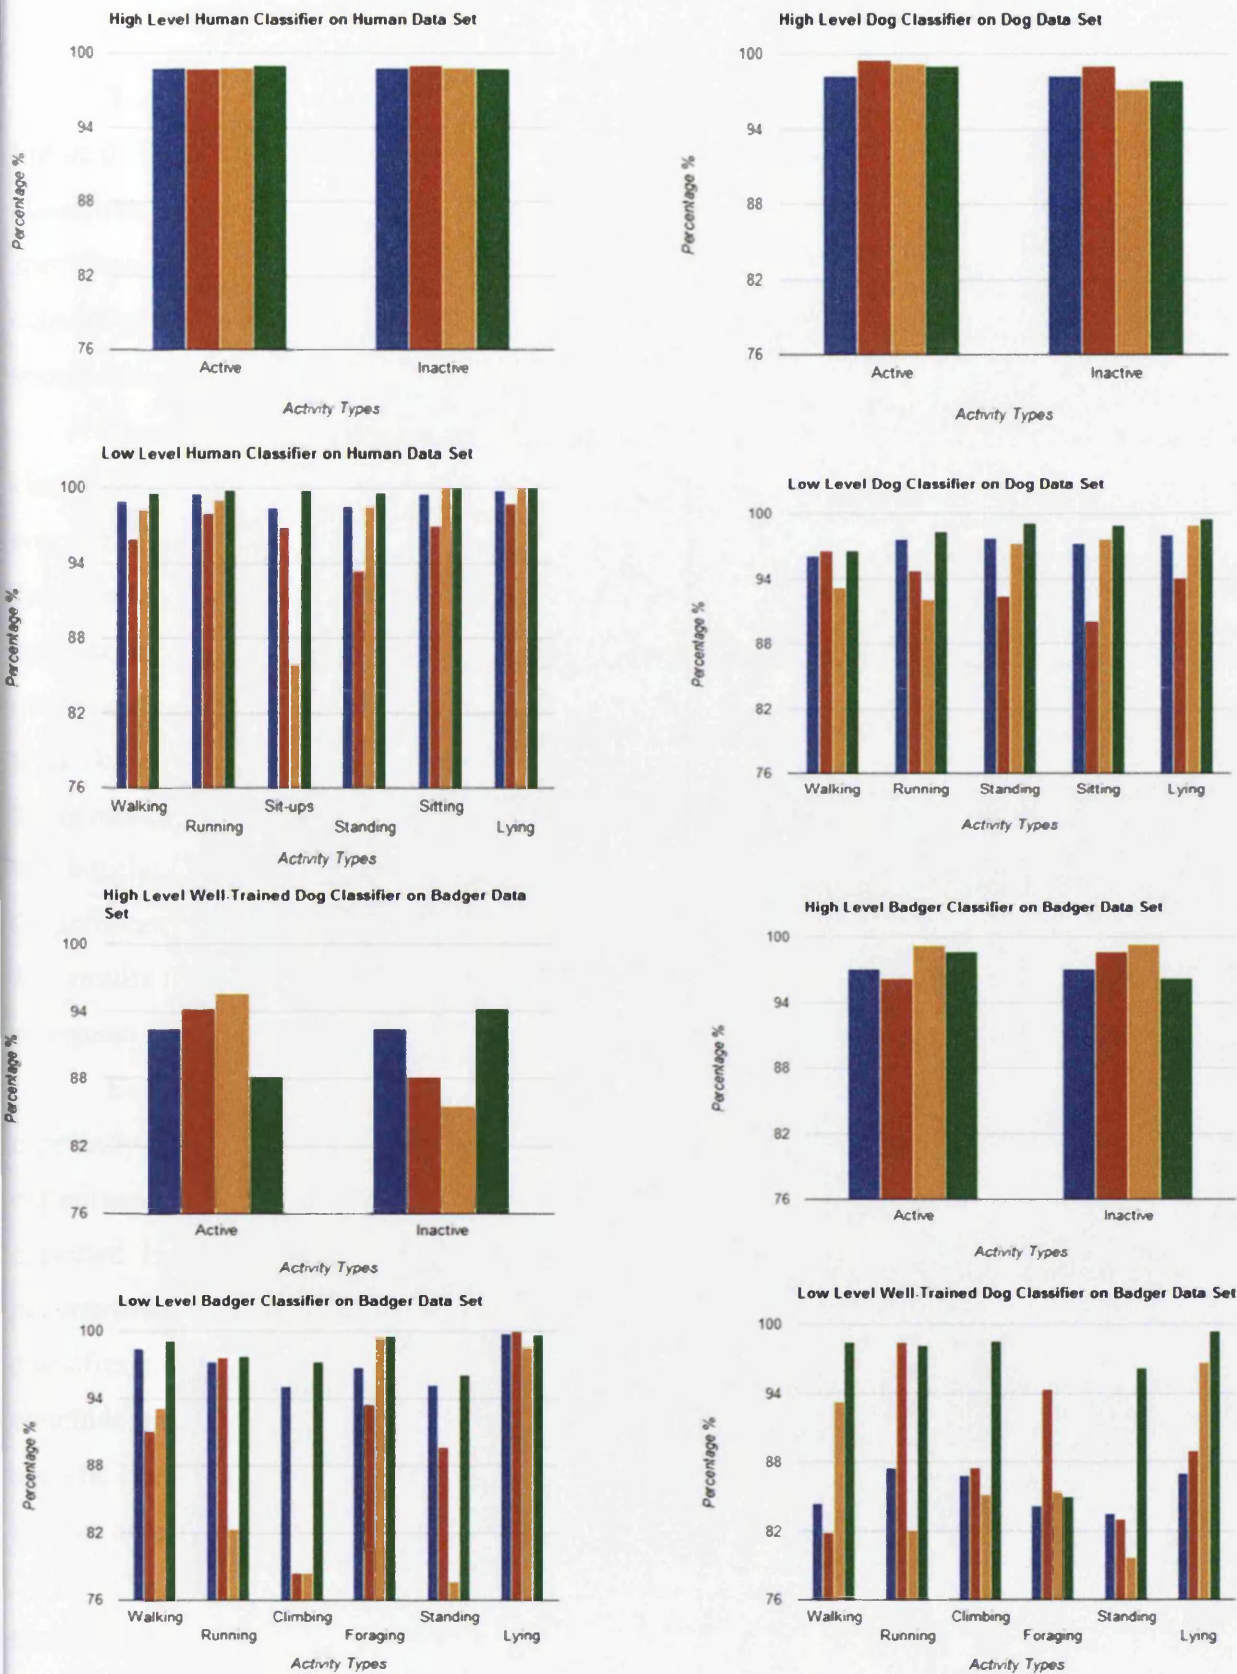 High Level Human Classifier on Human Data Set
100
94
88
82
76
Percentage %
Active
Inactive
Activity Types
High Level Dog Classifier on Dog Data Set
100
94
88
82
76
Percentage %
Active
Inactive
Activity Types
Low Level Human Classifier on Human Data Set
100
94
88
82
76
Percentage %
Walking
Running
Sit-ups
Standing
Sitting
Lying
Activity Types
Low Level Dog Classifier on Dog Data Set
100
94
88
82
76
Percentage %
Walking
Running
Standing
Sitting
Lying
Activity Types
High Level Well-Trained Dog Classifier on Badger Data
Set
100
94
88
82
76
Percentage %
Active
Inactive
Activity Types
High Level Badger Classifier on Badger Data Set
100
94
88
82
76
Percentage %
Active
Inactive
Activity Types
Low Level Badger Classifier on Badger Data Set
100
94
88
82
76
Percentage %
Walking
Running
Climbing
Foraging
Standing
Lying
Activity Types
Low Level Well-Trained Dog Classifier on Badger Data Set
100
94
88
82
76
Percentage %
Walking
Running
Climbing
Foraging
Standing
Lying
Activity Types